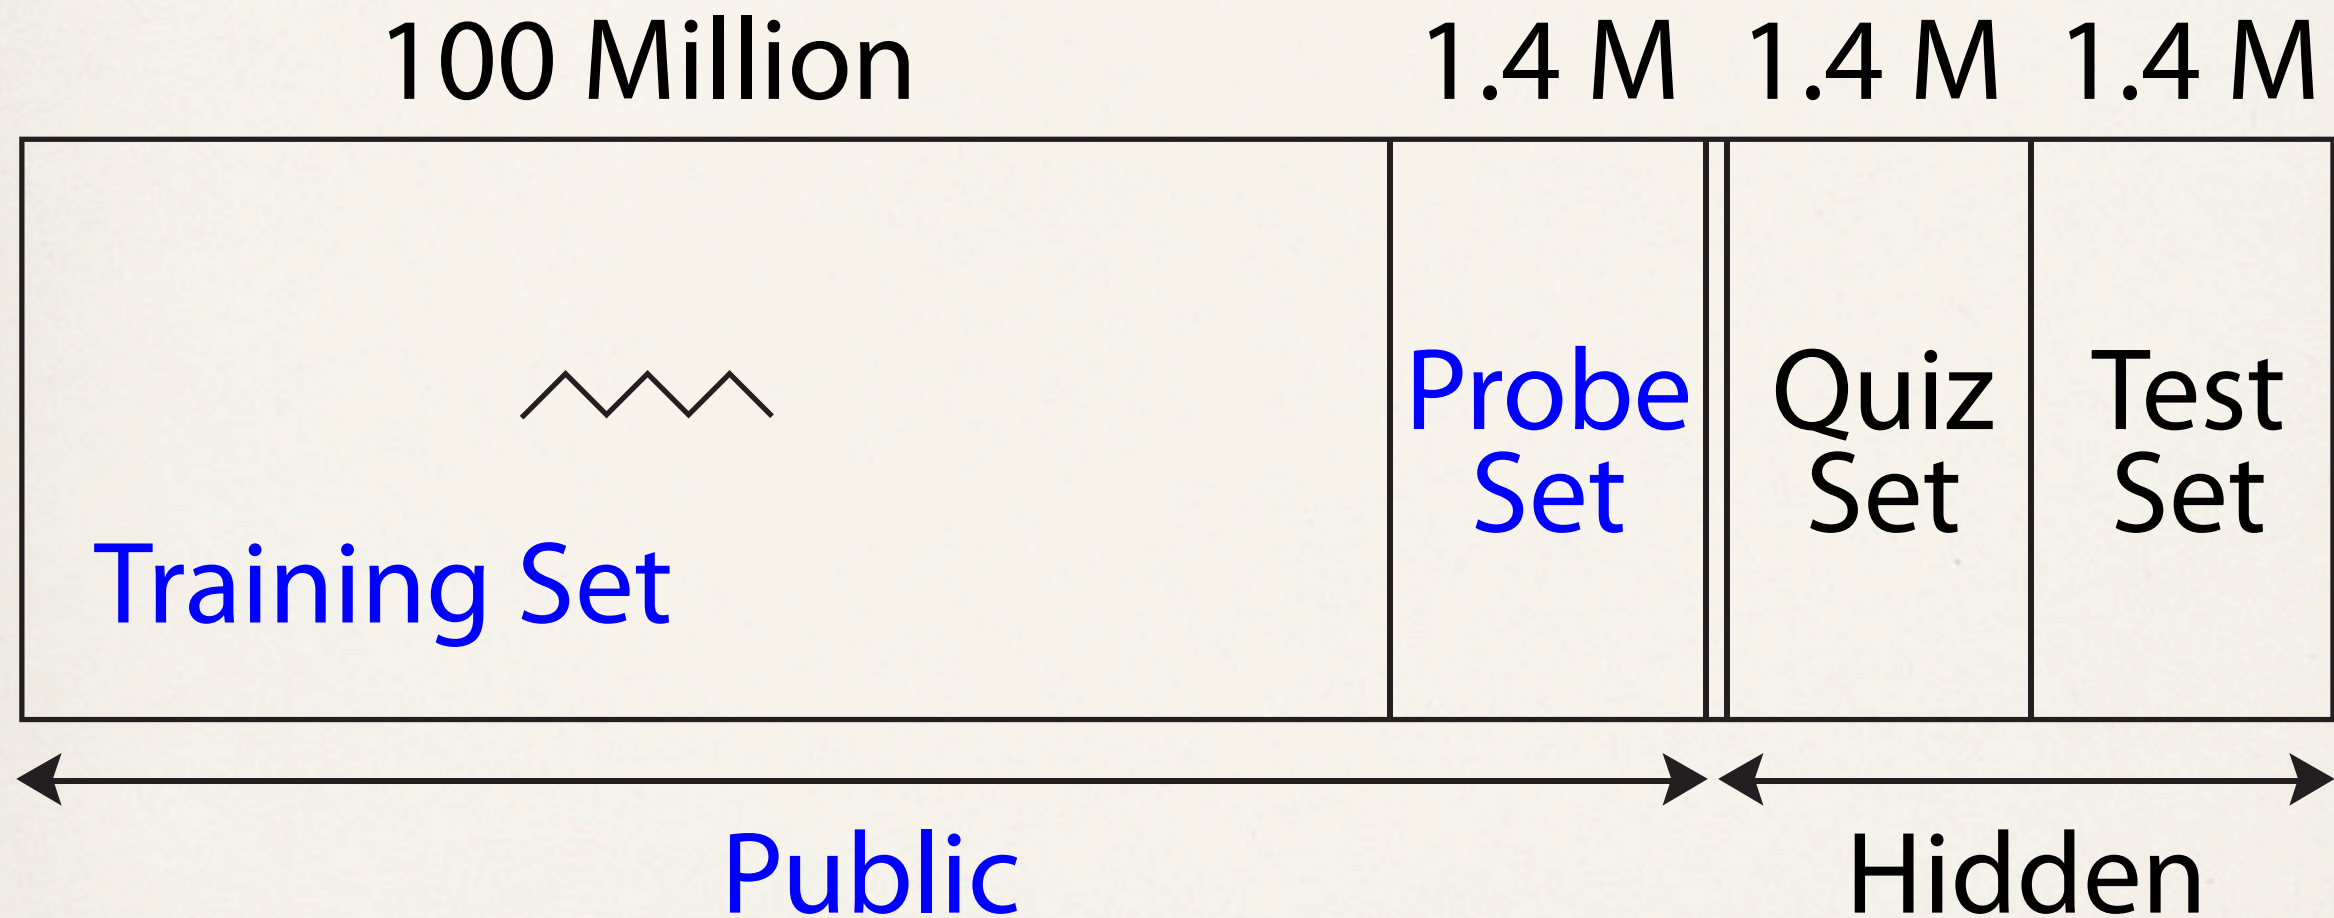 100 Million 1.4 M 1.4 M 1.4 M
Training Set
Probe
Set
Quiz
Set
Test
Set
Public Hidden